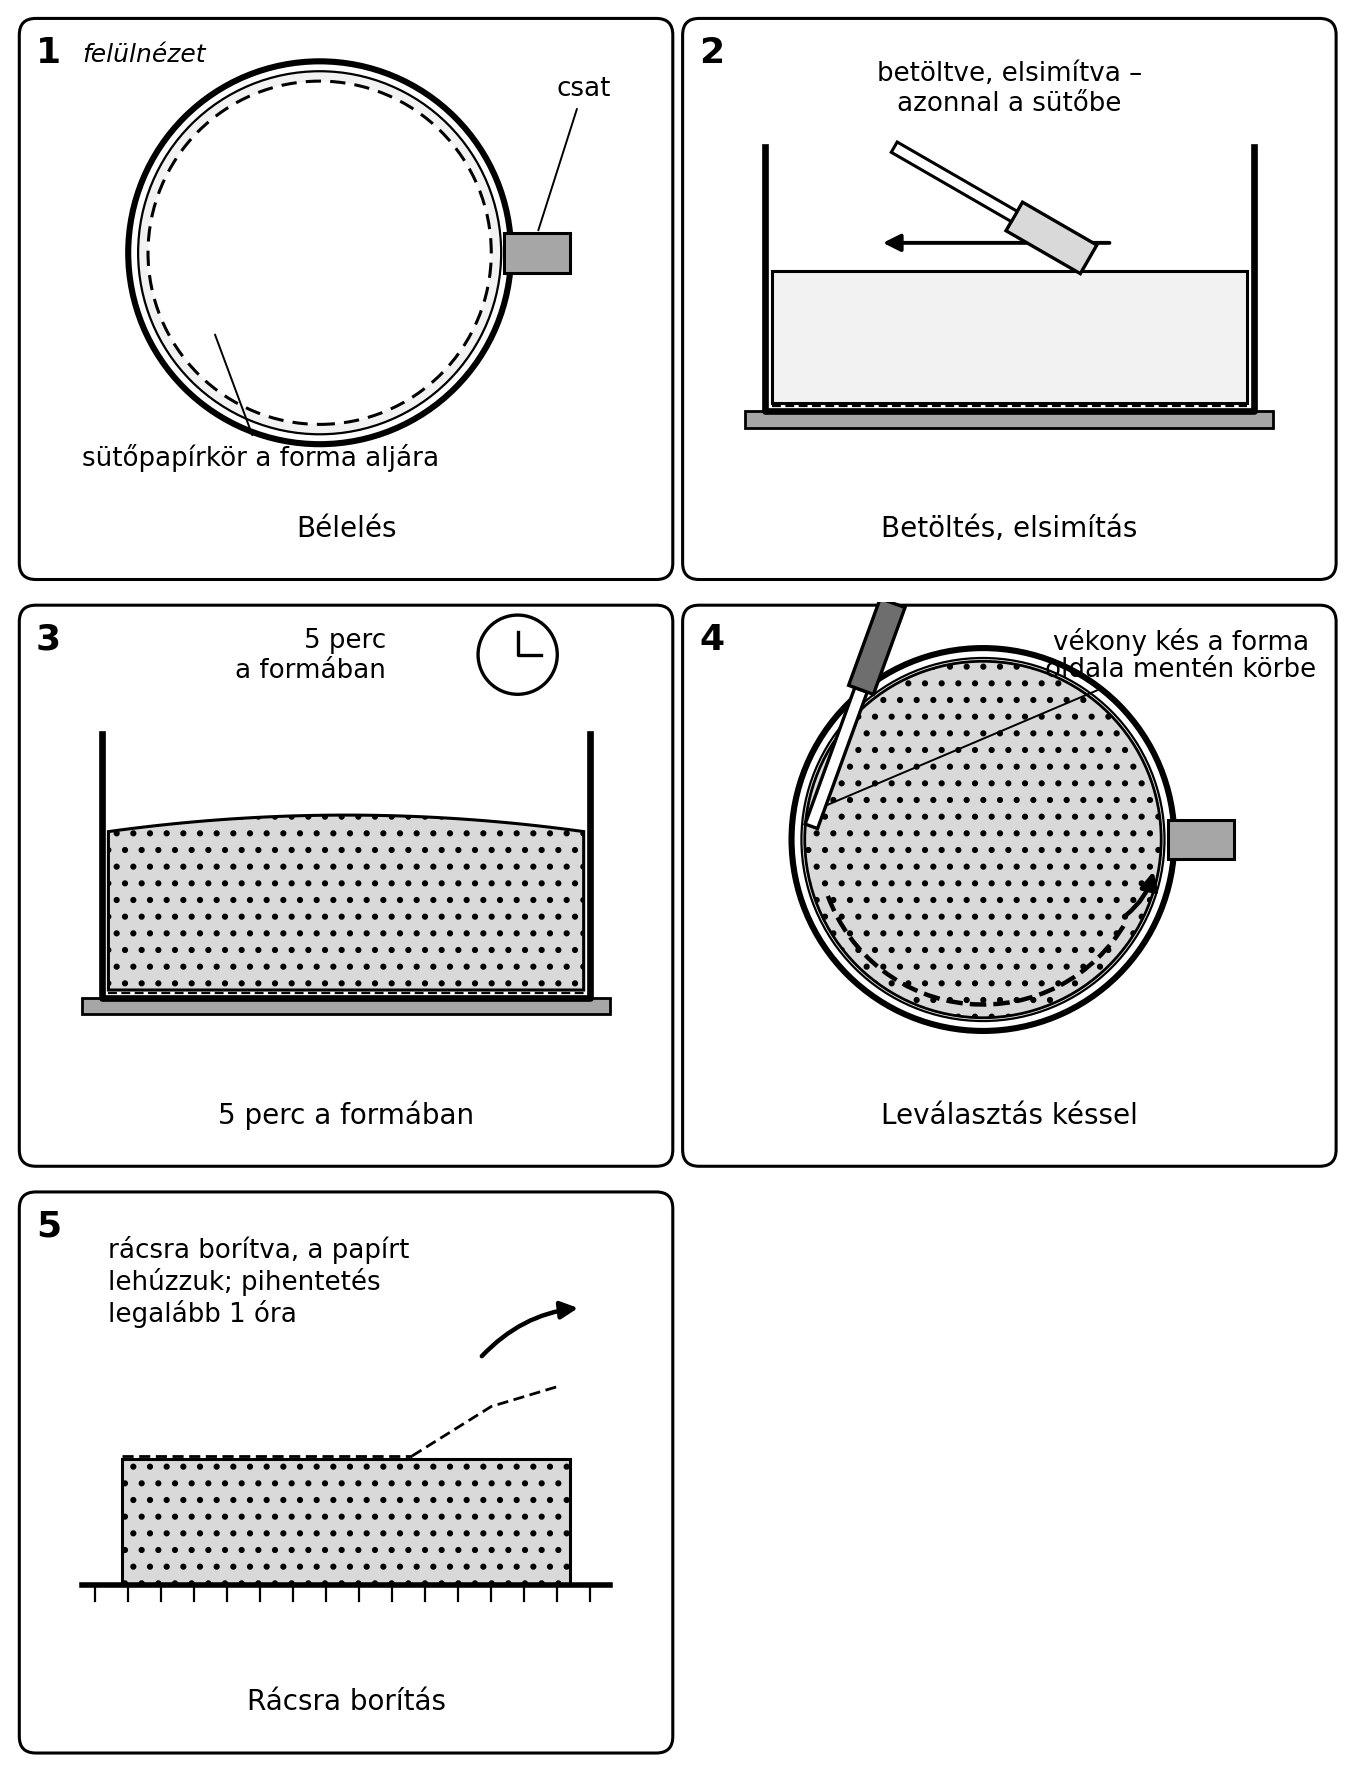 1
felülnézet
csat
sütőpapírkör a forma aljára
Bélelés
2
betöltve, elsimítva –
azonnal a sütőbe
Betöltés, elsimítás
3
5 perc
a formában
5 perc a formában
4
vékony kés a forma
oldala mentén körbe
Leválasztás késsel
5
rácsra borítva, a papírt
lehúzzuk; pihentetés
legalább 1 óra
Rácsra borítás